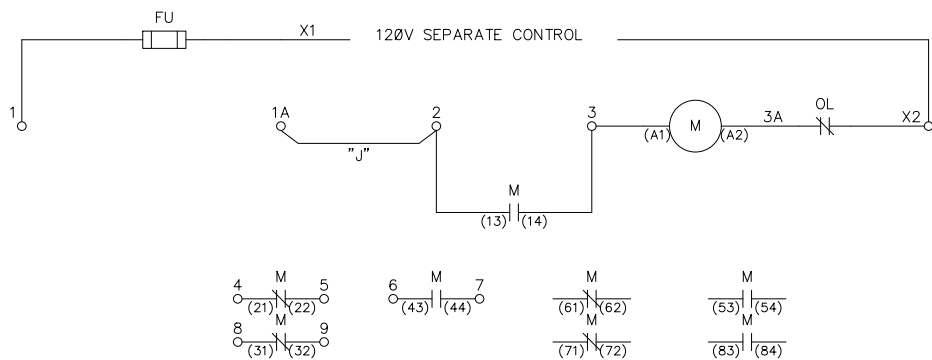 FU
X1 120V SEPARATE CONTROL
1 1A 2 3 (A1) M (A2) 3A OL X2
"J"
M
(13) (14)
M M M M
4 (21) (22) 5 6 (43) (44) 7 (61) (62) (53) (54)
M M M
8 (31) (32) 9 (71) (72) (83) (84)